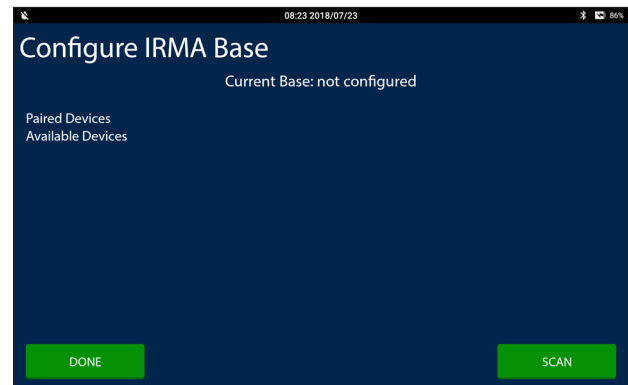 08:23 2018/07/23 86%
Configure IRMA Base
Current Base: not configured
Paired Devices
Available Devices
DONE SCAN